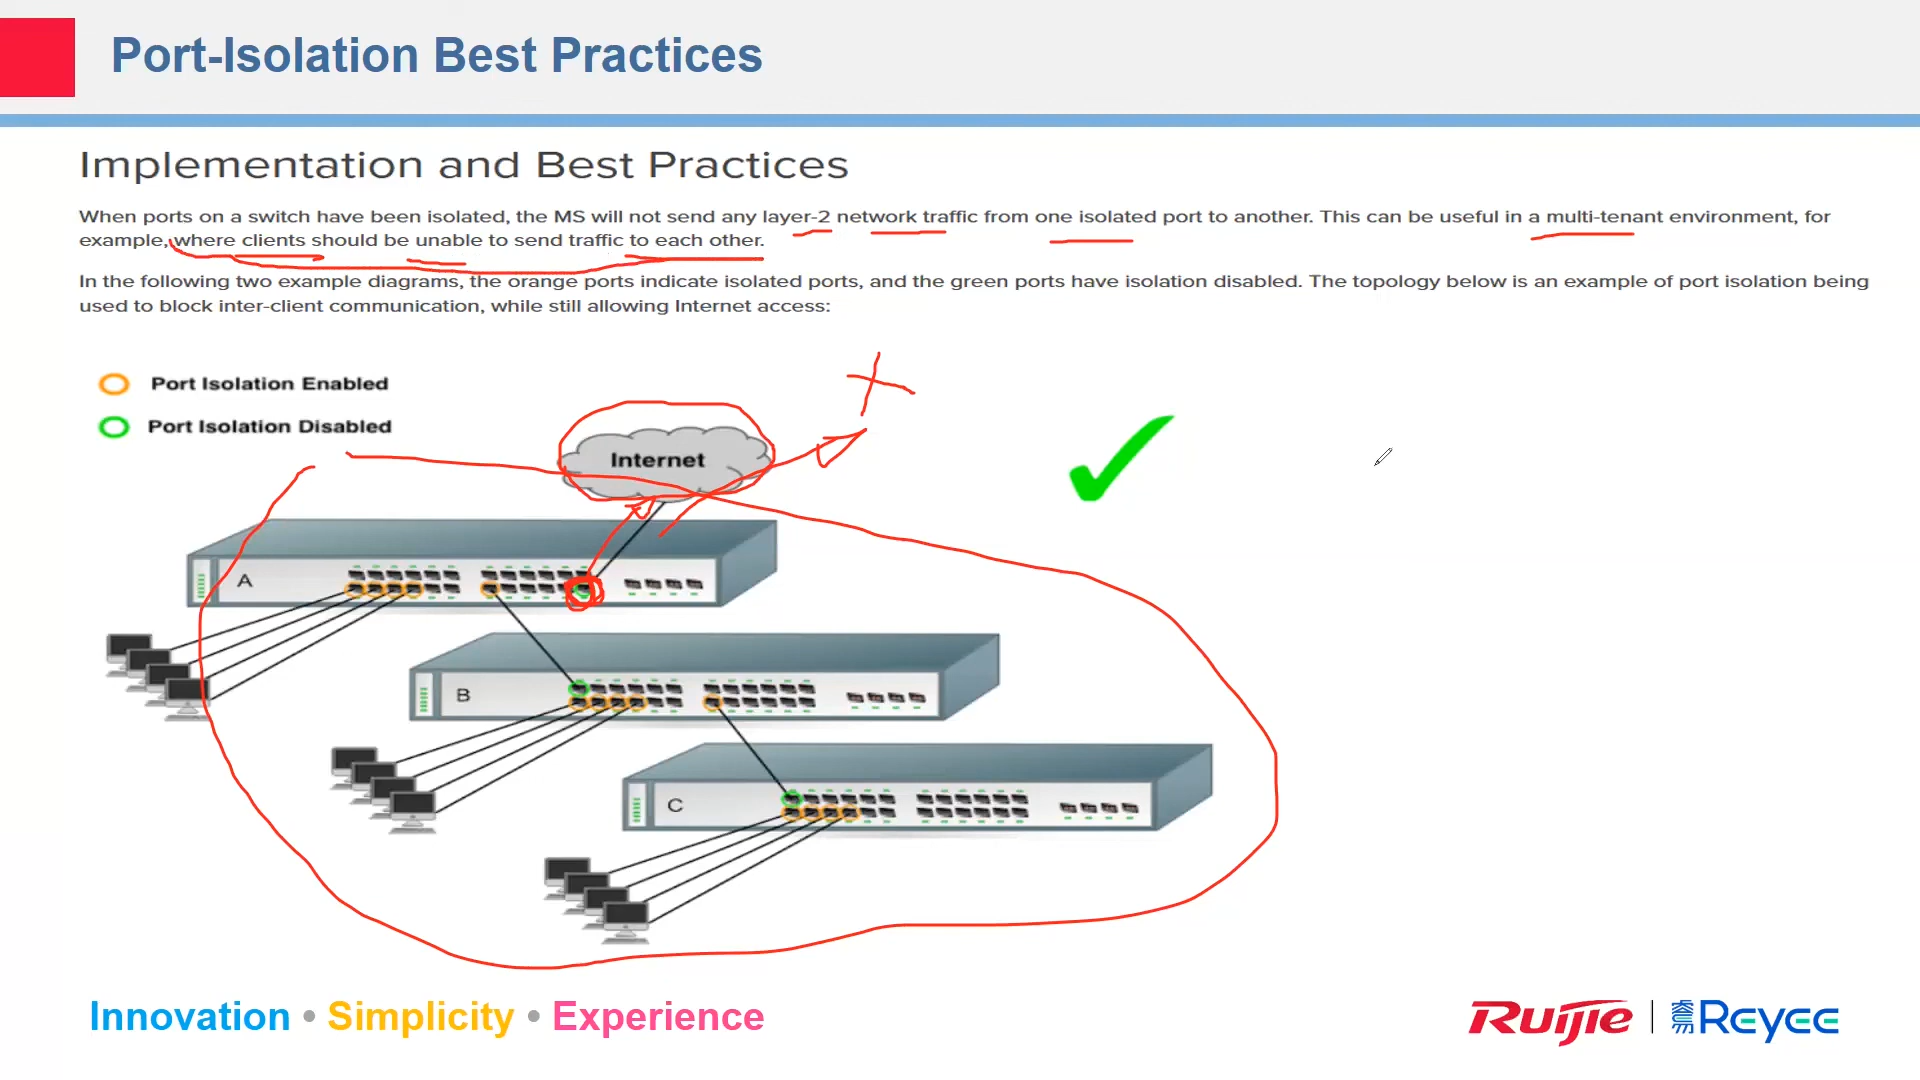 Port-Isolation Best Practices
Implementation and Best Practices
When ports on a switch have been isolated, the MS will not send any layer-2 network traffic from one isolated port to another. This can be useful in a multi-tenant environment, for
example, where clients should be unable to send traffic to each other.
In the following two example diagrams, the orange ports indicate isolated ports, and the green ports have isolation disabled. The topology below is an example of port isolation being
used to block inter-client communication, while still allowing Internet access:
Port Isolation Enabled
Port Isolation Disabled
Internet
A
B
C
Innovation • Simplicity • Experience
Ruijie | 睿易 Reyee